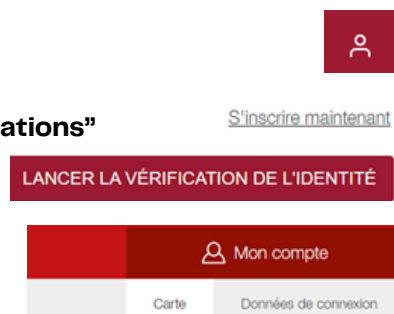 S'inscrire maintenant
ations”
LANCER LA VÉRIFICATION DE L'IDENTITÉ
Mon compte
Carte Données de connexion